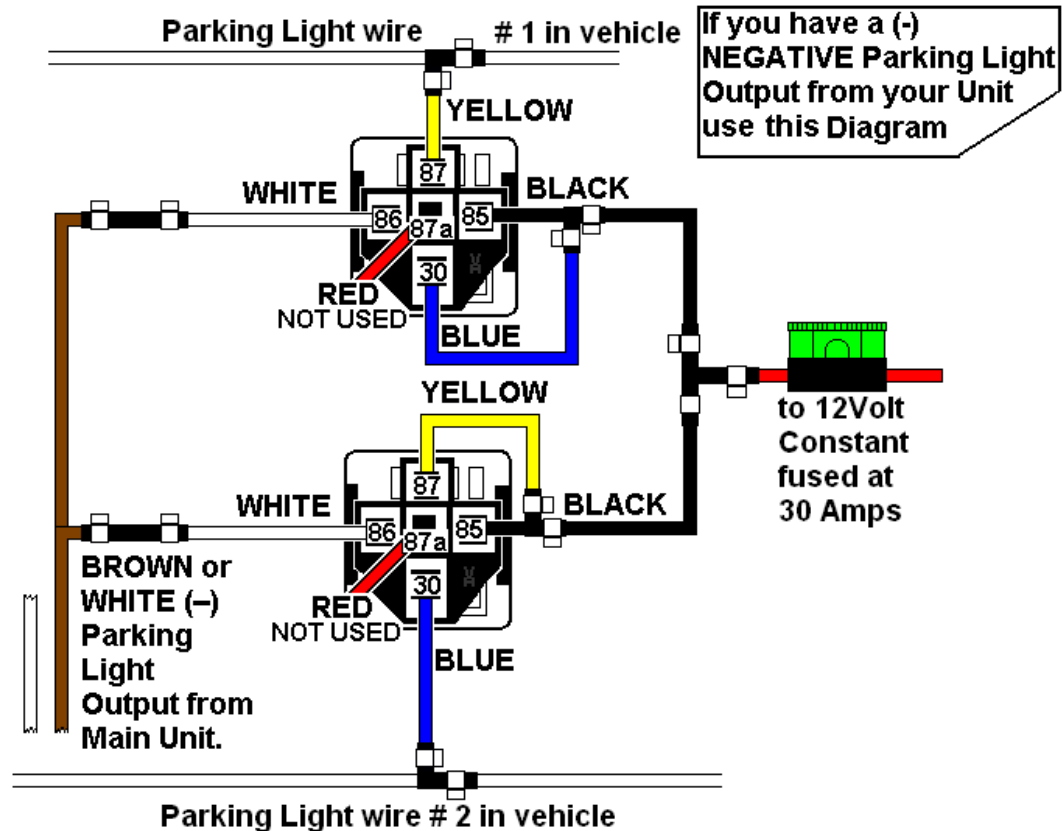 Parking Light wire # 1 in vehicle
If you have a (-)
NEGATIVE Parking Light
Output from your Unit
use this Diagram
YELLOW
87
WHITE
BLACK
86
85
87a
30
RED
NOT USED
BLUE
YELLOW
to 12Volt
Constant
fused at
30 Amps
87
WHITE
BLACK
86
85
87a
30
BROWN or
WHITE (–)
Parking
Light
Output from
Main Unit.
RED
NOT USED
BLUE
Parking Light wire # 2 in vehicle